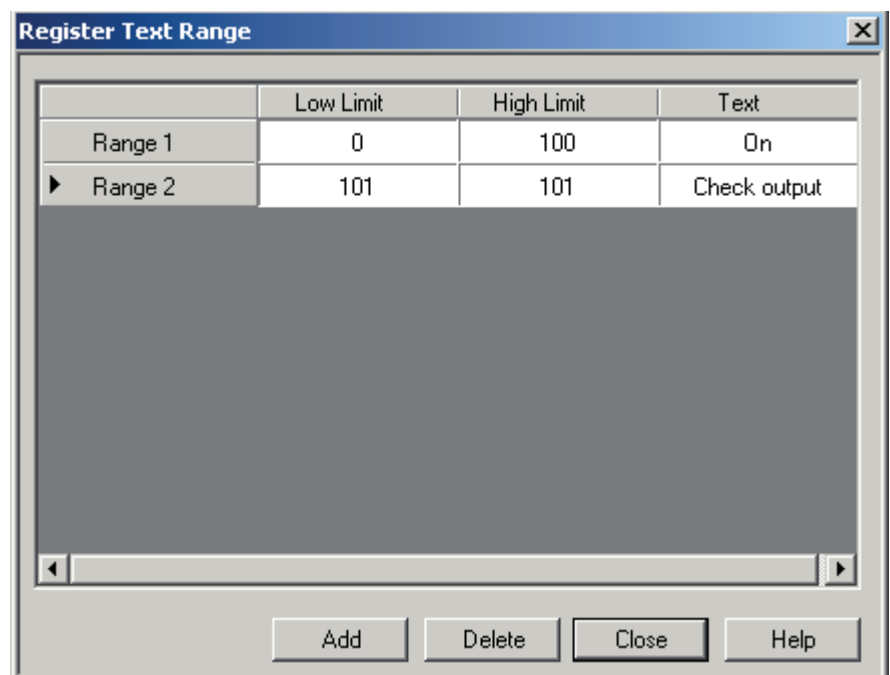 Register Text Range
Low Limit High Limit Text
Range 1 0 100 On
Range 2 101 101 Check output
Add Delete Close Help